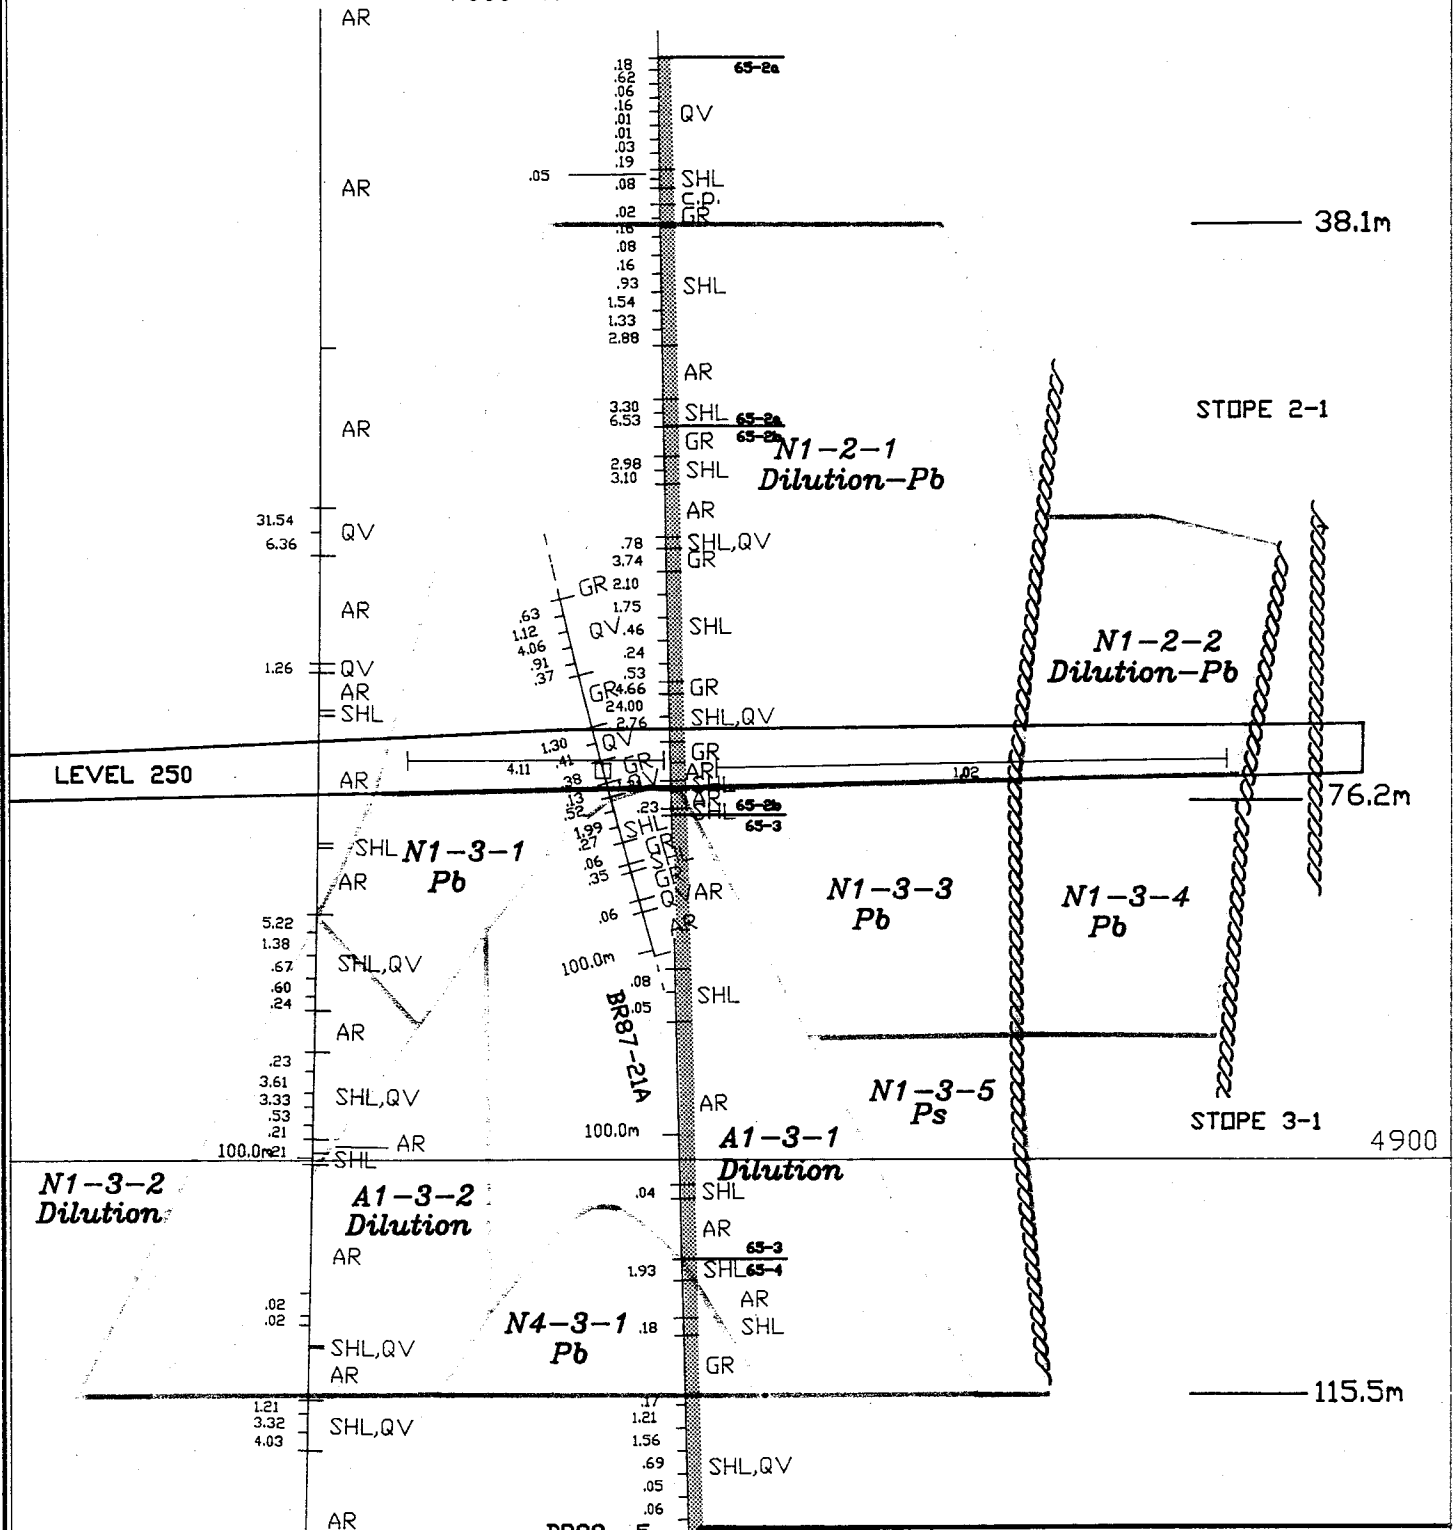 AR
.18
65-2a
.62
.06
.16
QV
.01
.01
.03
.19
.05
SHL
.08
AR
c.p.
.02
GR
38.1m
.16
.08
.16
.93
SHL
1.54
1.33
2.88
AR
3.30
STOPE 2-1
6.53
SHL
65-2a
AR
GR
65-2b
N1-2-1
Dilution-Pb
2.98
SHL
3.10
AR
31.54
QV
6.36
.78
SHL,QV
3.74
GR
GR
2.10
AR
1.75
.63
QV
.46
SHL
1.12
4.06
.24
N1-2-2
Dilution-Pb
.91
1.26
QV
.37
.53
AR
GR
4.66
GR
SHL
24.00
2.76
SHL,QV
1.30
QV
GR
LEVEL 250
4.11
.41
GR
1.02
AR
.38
QV
76.2m
.13
AR
.52
.23
65-2b
SHL
65-3
1.99
SHL
SHL
N1-3-1
Pb
.27
AR
.06
.35
AR
N1-3-3
Pb
N1-3-4
Pb
.06
AR
5.22
1.38
100.0m
.67
SHL,QV
.60
.08
SHL
.24
.05
BR87-21A
AR
.23
3.61
3.33
SHL,QV
N1-3-5
Ps
.53
AR
.21
100.0m
A1-3-1
Dilution
STOPE 3-1
AR
4900
100.0m
.21
SHL
N1-3-2
Dilution
A1-3-2
Dilution
.04
SHL
AR
AR
65-3
1.93
SHL
65-4
.02
AR
.02
N4-3-1
Pb
.18
SHL
SHL,QV
AR
GR
115.5m
1.21
.17
3.32
SHL,QV
1.21
4.03
1.56
.69
SHL,QV
.05
.06
AR